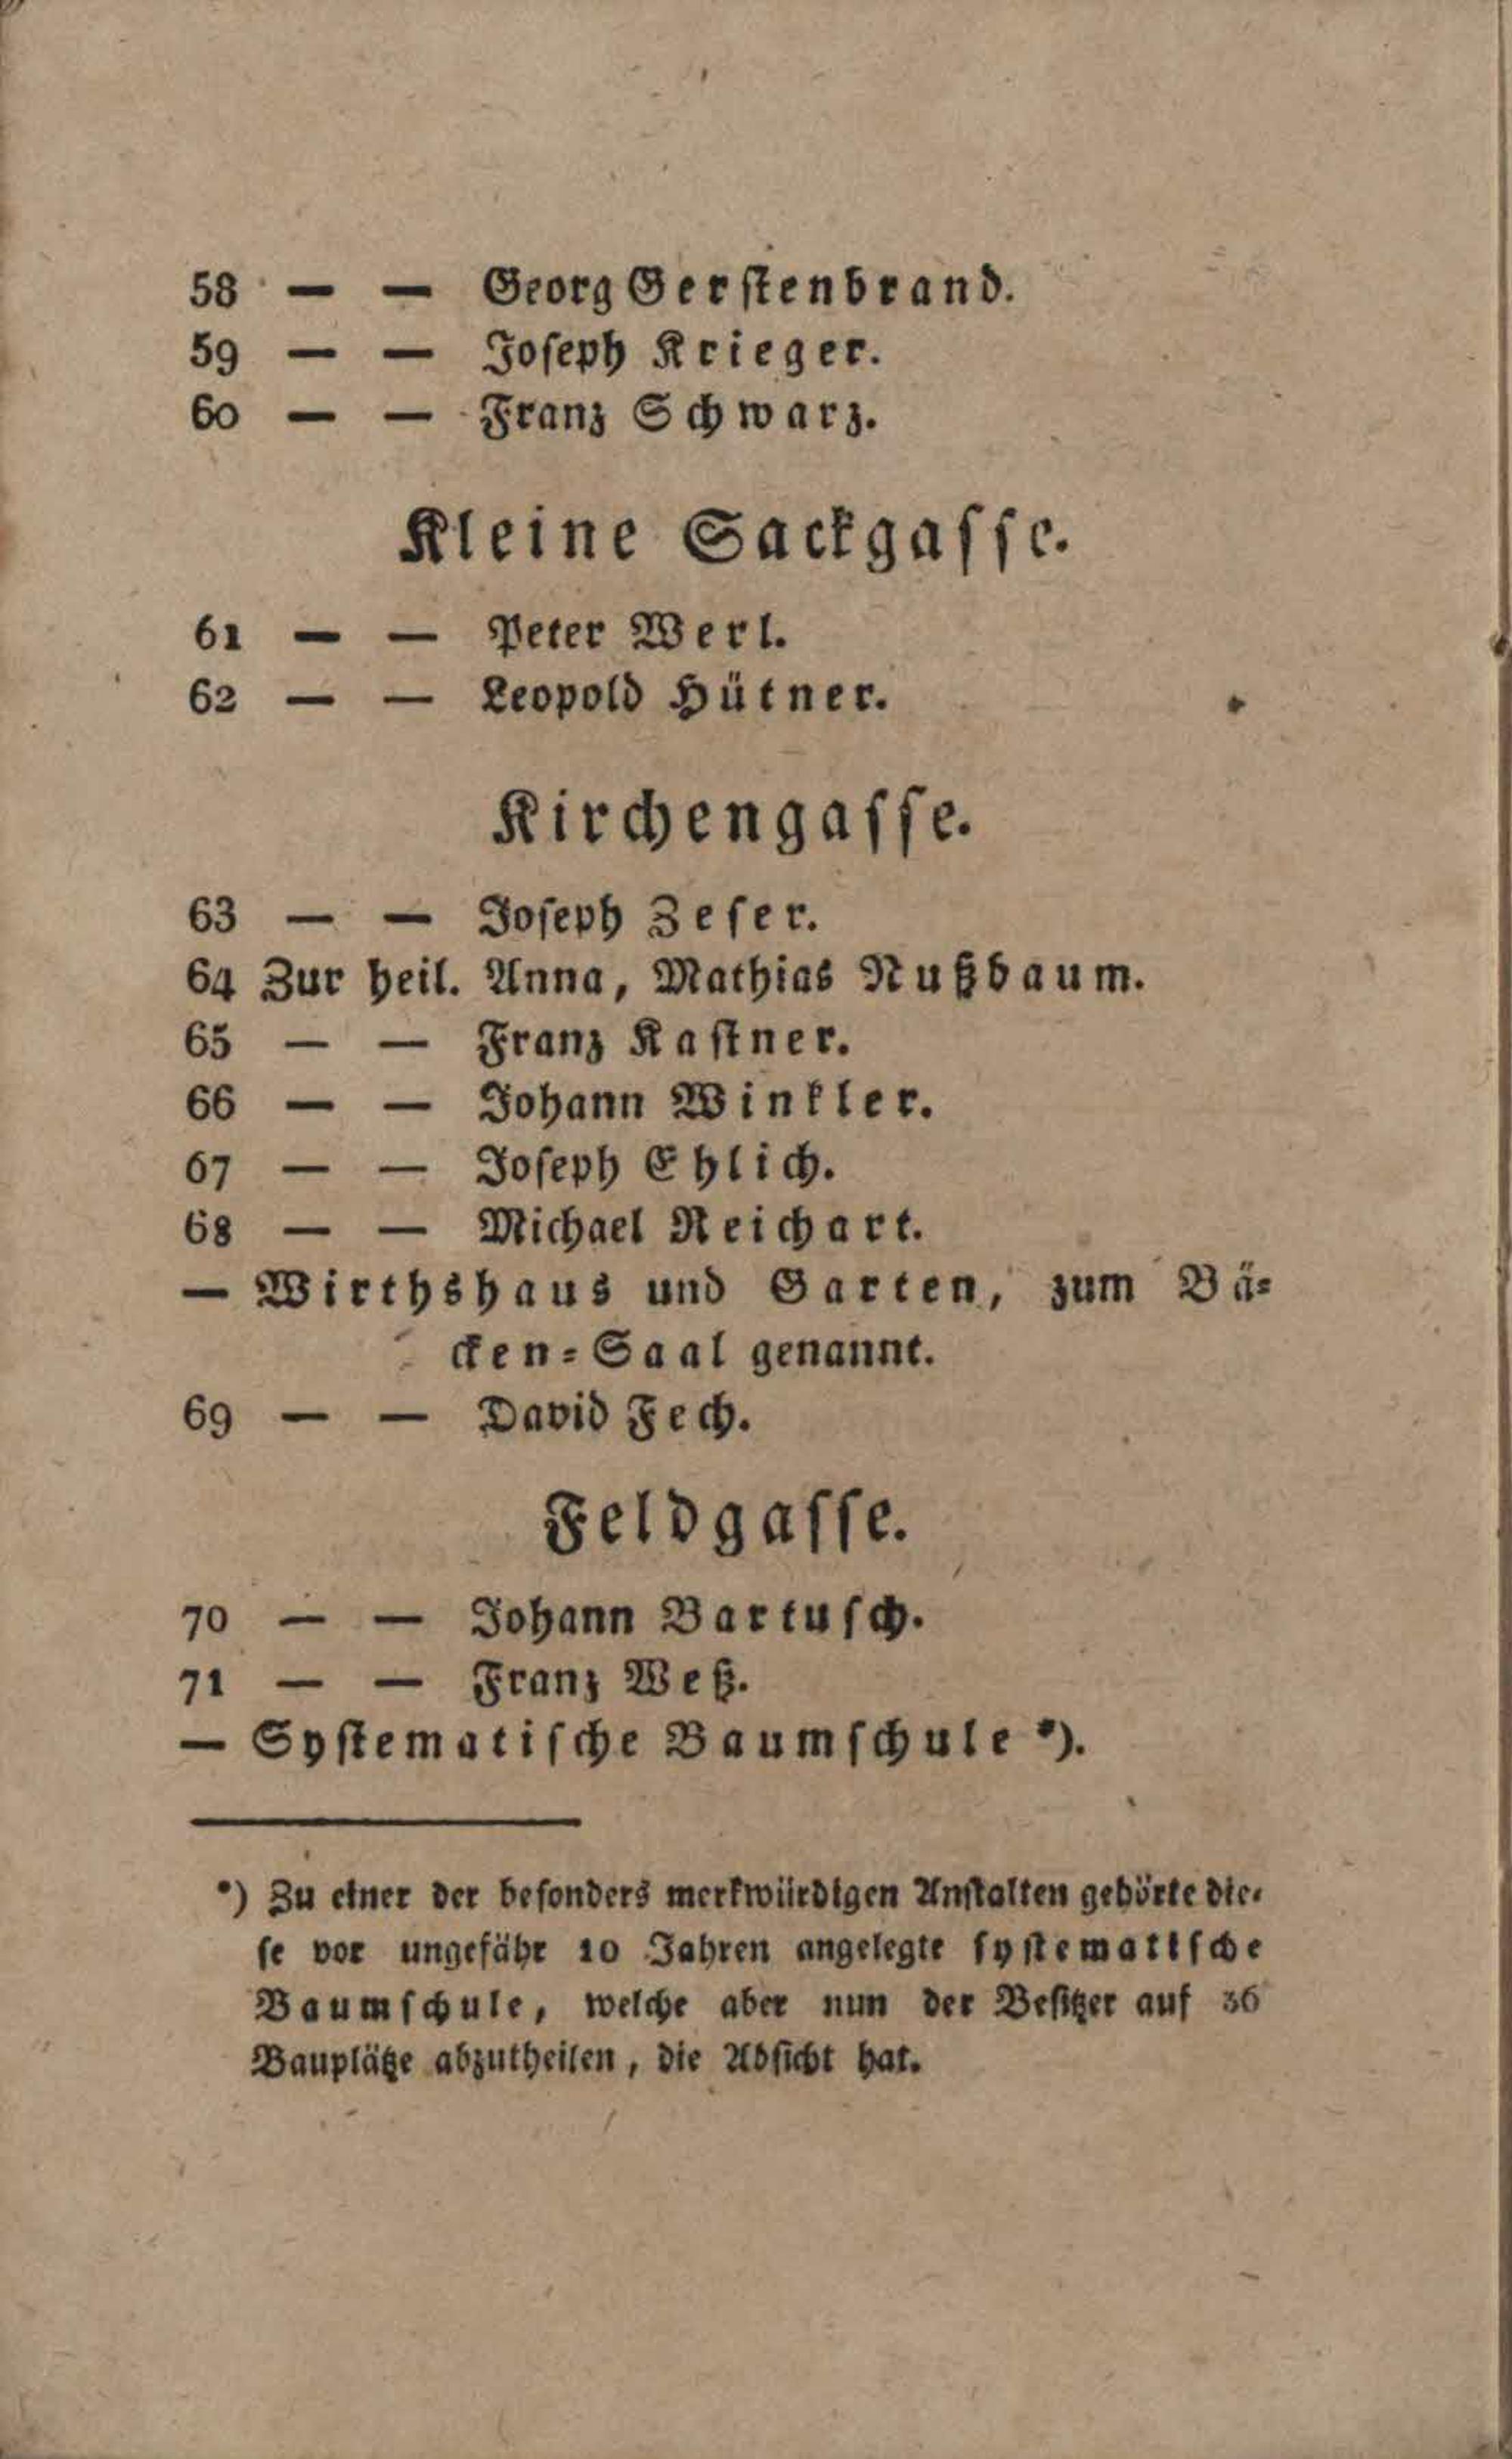 58 — — Georg Gerstenbrand.
59 — — Joseph Krieger.
60 — — Franz Schwarz.
Kleine Sackgasse.
61 — — Peter Werl.
62 — — Leopold Hütner.
Kirchengasse.
63 — — Joseph Zeser.
64 Zur heil. Anna, Mathias Nußbaum.
65 — — Franz Kastner.
66 — — Johann Winkler.
67 — — Joseph Ehlich.
68 — — Michael Reichart.
— Wirthshaus und Garten, zum Bä-
cken-Saal genannt.
69 — — David Fech.
Feldgasse.
70 — — Johann Bartusch.
71 — — Franz Weß.
— Systematische Baumschule *).
*) Zu einer der besonders merkwürdigen Anstalten gehörte die-
se vor ungefähr 10 Jahren angelegte systematische
Baumschule, welche aber nun der Besitzer auf 36
Bauplätze abzutheilen, die Absicht hat.